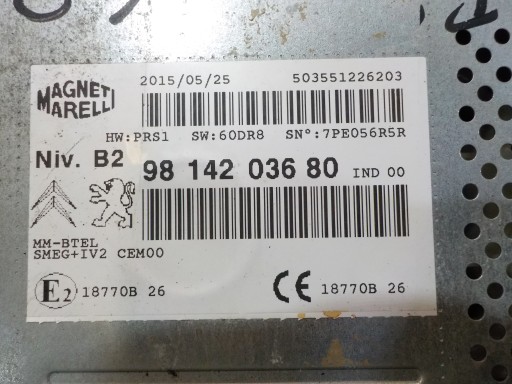 MAGNETI
MARELLI
2015/05/25 503551226203
HW:PRS1 SW:60DR8 SN°:7PE056R5R
Niv. B2 98 142 036 80 IND 00
MM-BTEL
SMEG+IV2 CEM00
E2 18770B 26 CE 18770B 26